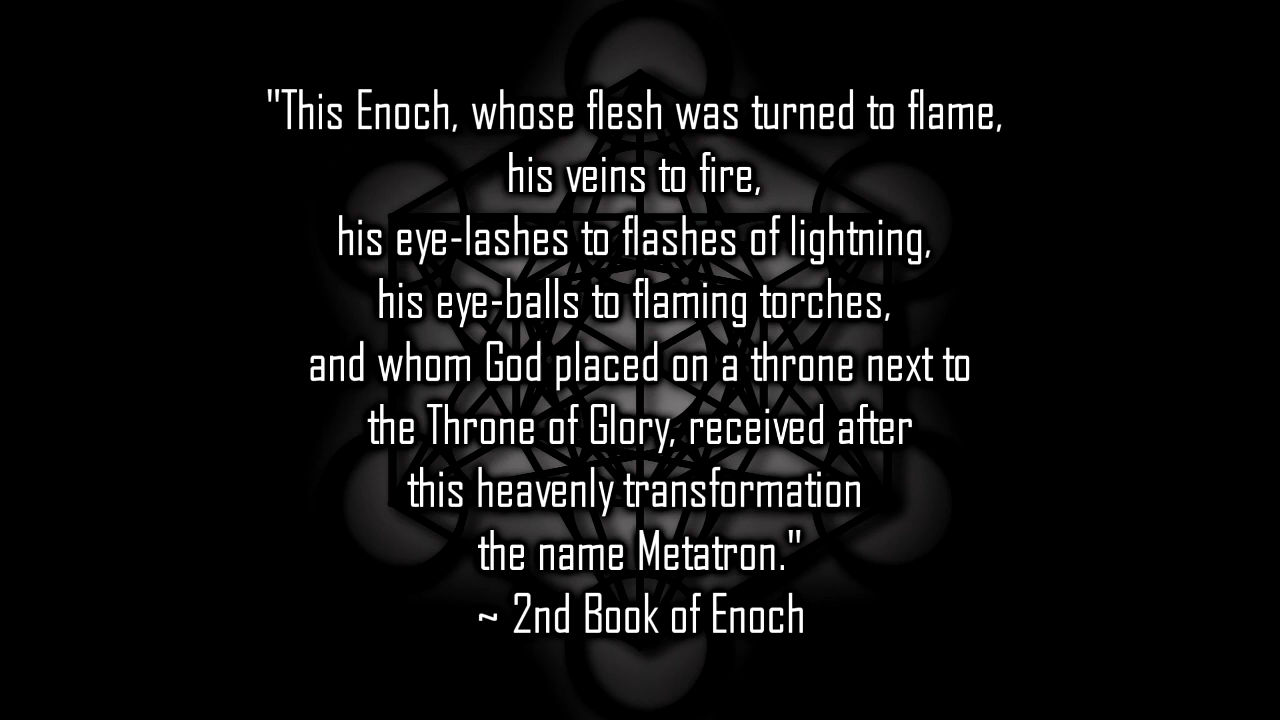 "This Enoch, whose flesh was turned to flame,
his veins to fire,
his eye-lashes to flashes of lightning,
his eye-balls to flaming torches,
and whom God placed on a throne next to
the Throne of Glory, received after
this heavenly transformation
the name Metatron."
~ 2nd Book of Enoch